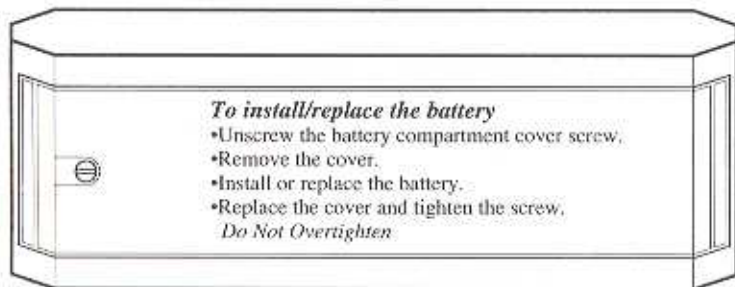 To install/replace the battery
•Unscrew the battery compartment cover screw.
•Remove the cover.
•Install or replace the battery.
•Replace the cover and tighten the screw.
Do Not Overtighten